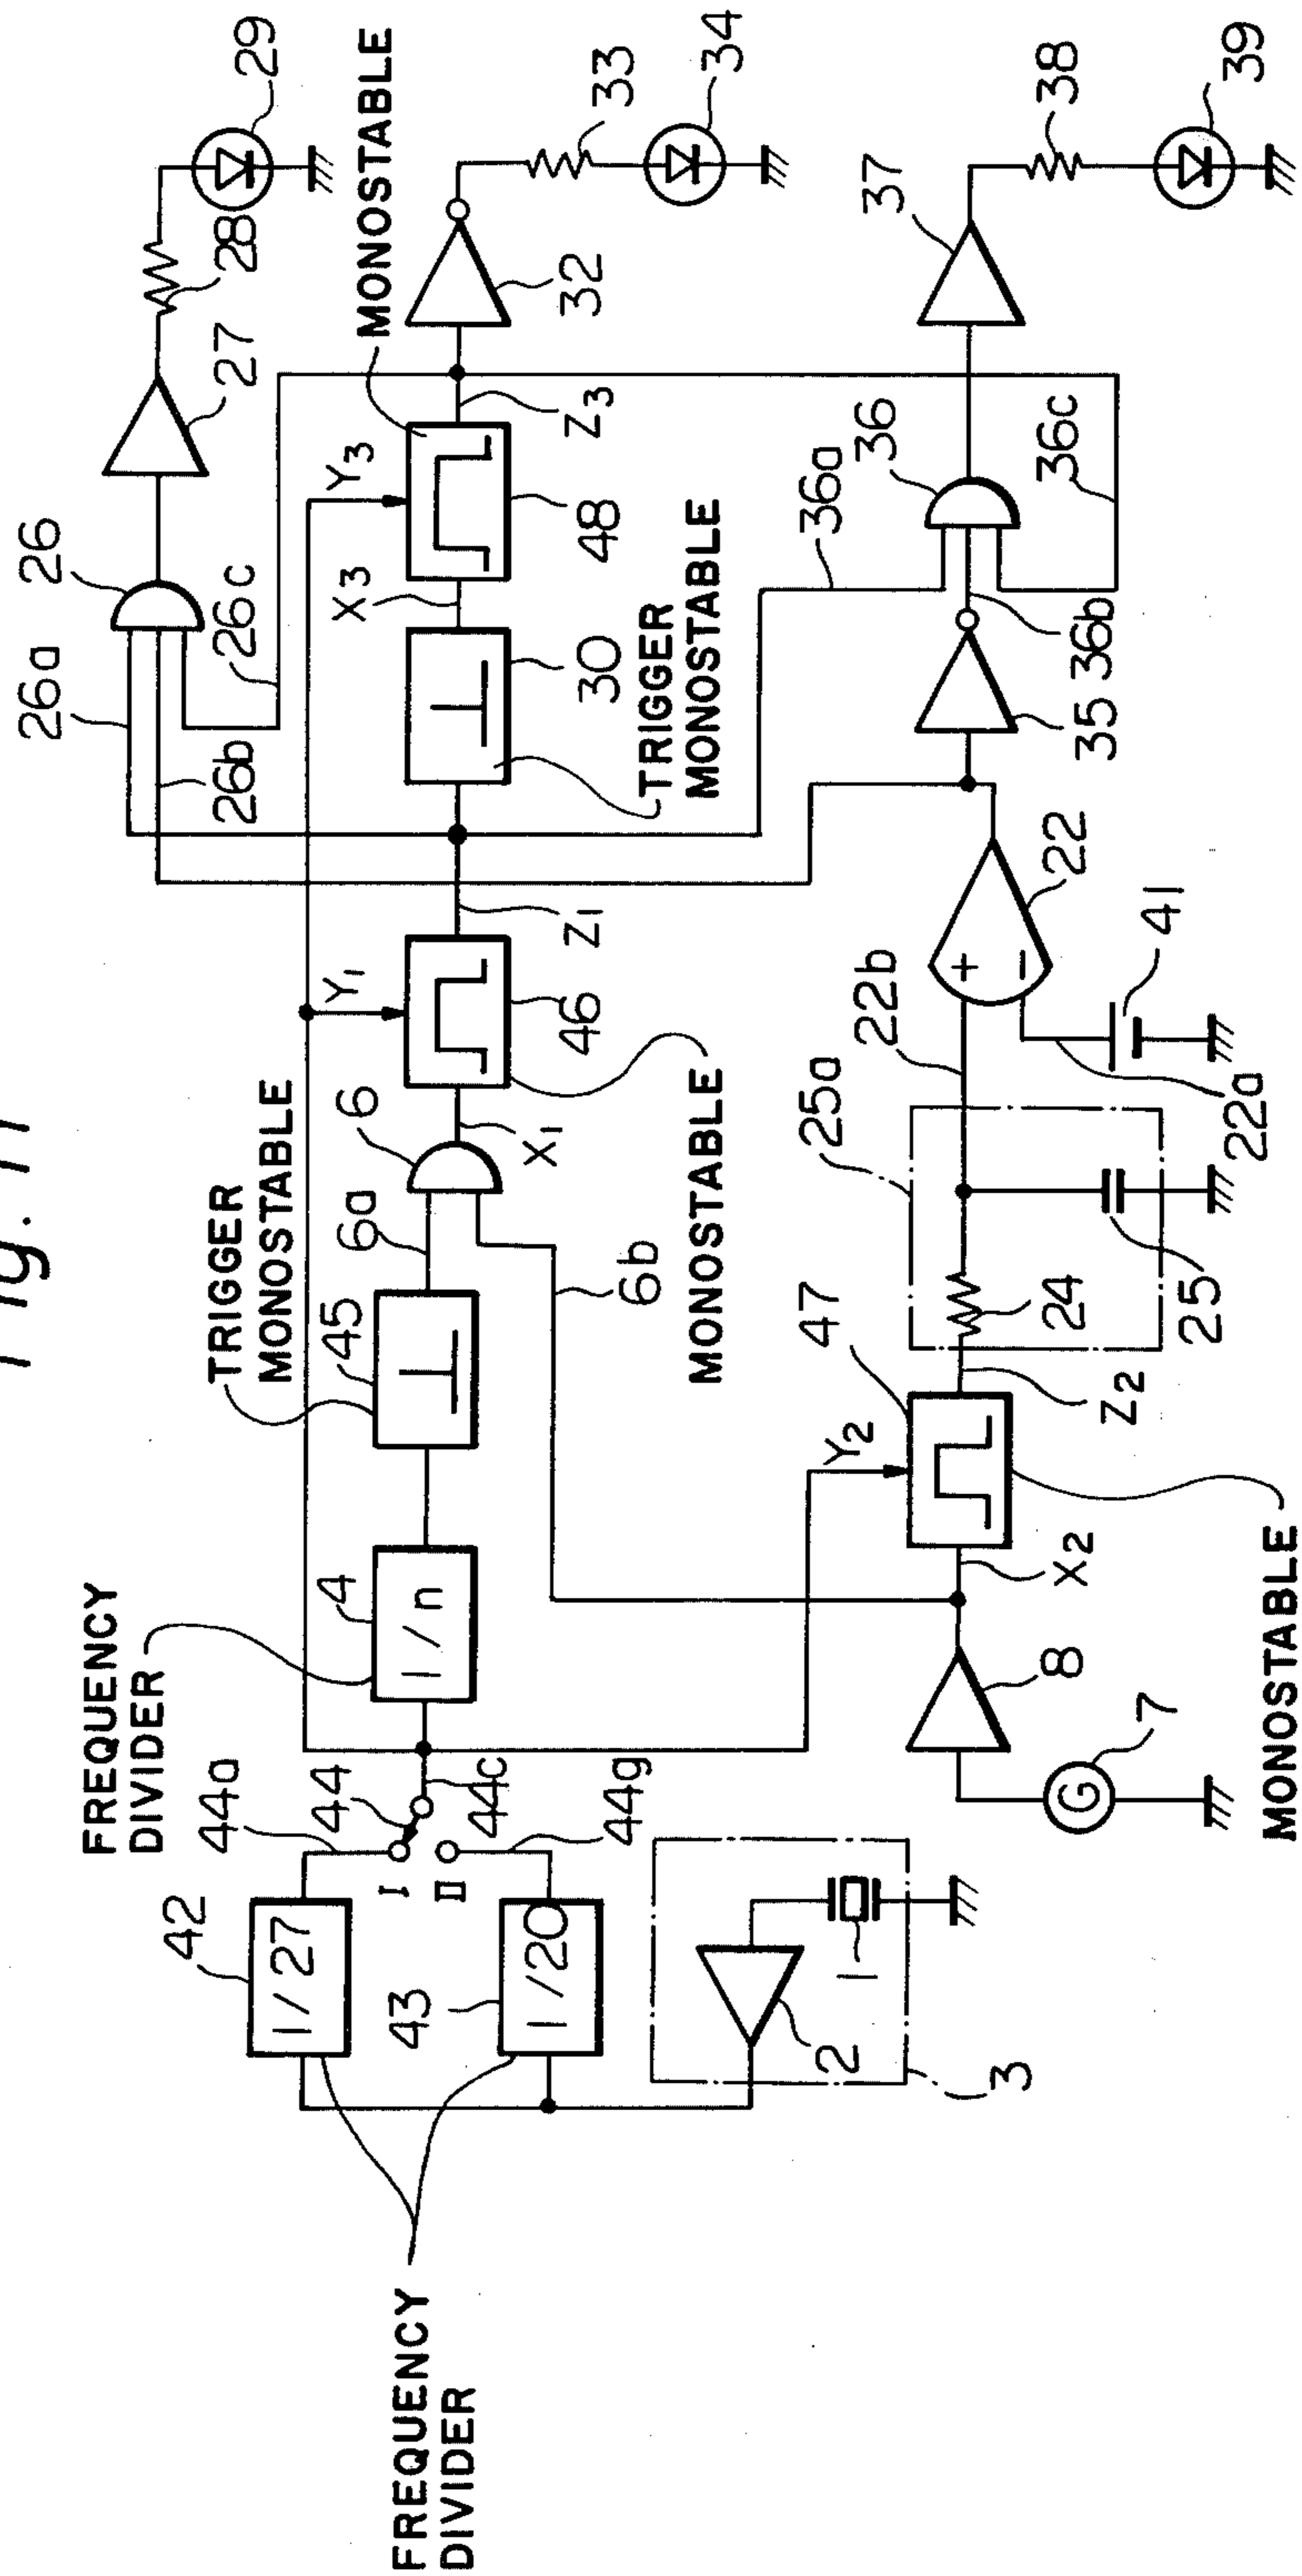 Fig. 11
FREQUENCY
DIVIDER
42
1/27
44a
44
I
II
44c
43
1/20
44g
2
1
3
FREQUENCY
DIVIDER
4
1/n
TRIGGER
MONOSTABLE
45
6a
6
6b
X1
Y1
46
Z1
MONOSTABLE
26a
26
26b
26c
27
28
29
TRIGGER
MONOSTABLE
30
X3
Y3
48
Z3
MONOSTABLE
32
33
34
7
G
8
X2
Y2
47
Z2
MONOSTABLE
25a
24
25
22b
22a
+
−
22
41
35
36a
36b
36
36c
37
38
39